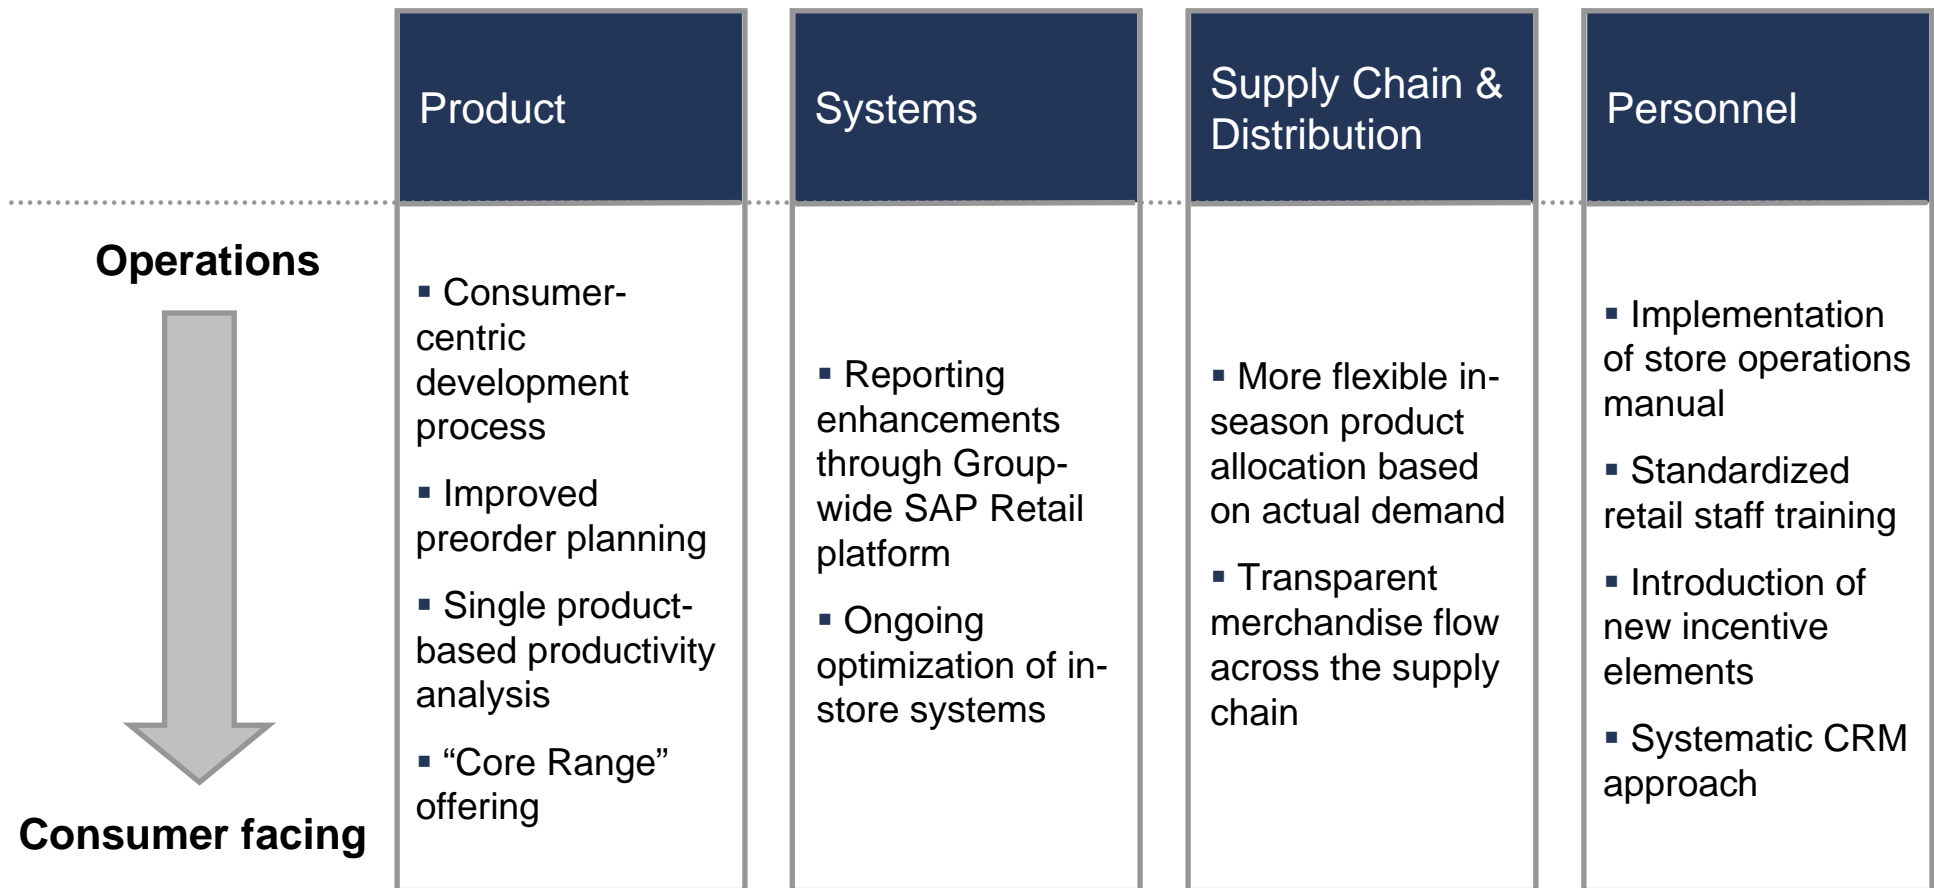 Product
Systems
Supply Chain &
Distribution
Personnel
Operations
Consumer facing
▪ Consumer-
centric
development
process
▪ Improved
preorder planning
▪ Single product-
based productivity
analysis
▪ “Core Range”
offering
▪ Reporting
enhancements
through Group-
wide SAP Retail
platform
▪ Ongoing
optimization of in-
store systems
▪ More flexible in-
season product
allocation based
on actual demand
▪ Transparent
merchandise flow
across the supply
chain
▪ Implementation
of store operations
manual
▪ Standardized
retail staff training
▪ Introduction of
new incentive
elements
▪ Systematic CRM
approach